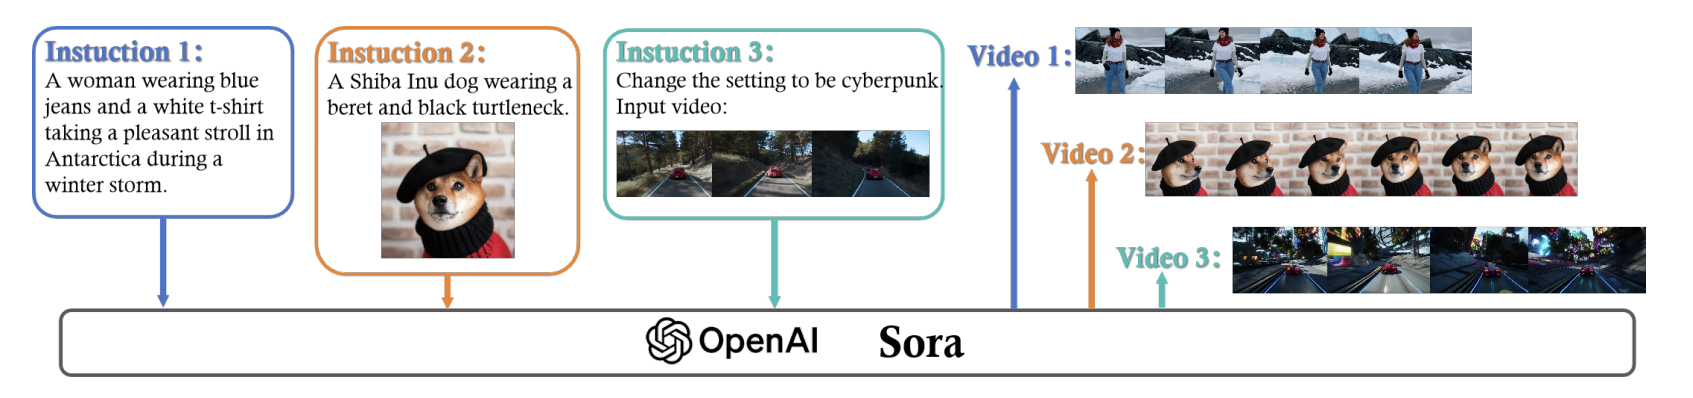 Instuction 1:
A woman wearing blue
jeans and a white t-shirt
taking a pleasant stroll in
Antarctica during a
winter storm.
Instuction 2:
A Shiba Inu dog wearing a
beret and black turtleneck.
Instuction 3:
Change the setting to be cyberpunk.
Input video:
Video 1:
Video 2:
Video 3:
OpenAI Sora